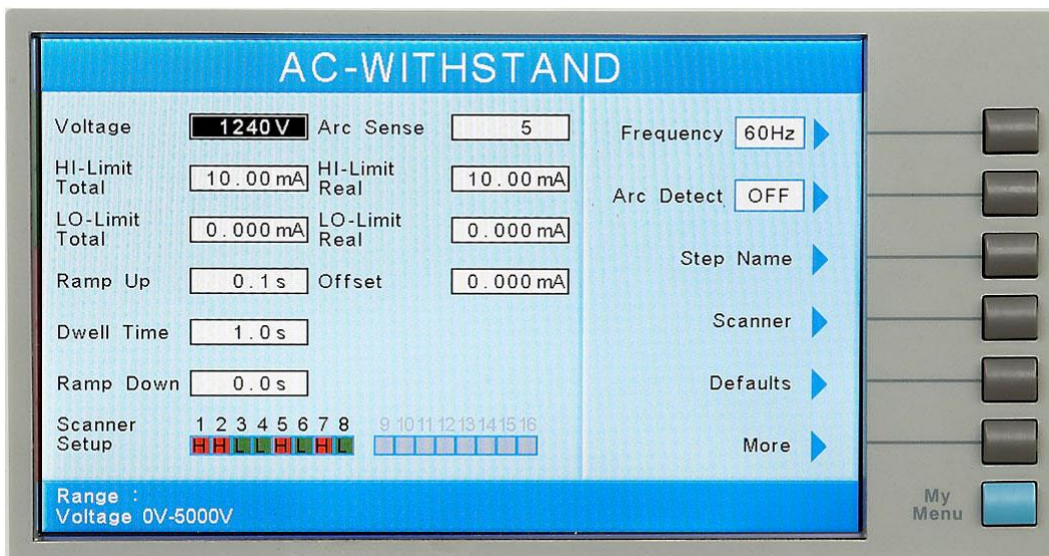 AC-WITHSTAND
Voltage 1240V Arc Sense 5 Frequency 60Hz
HI-Limit Total 10.00mA HI-Limit Real 10.00mA Arc Detect OFF
LO-Limit Total 0.000mA LO-Limit Real 0.000mA Step Name
Ramp Up 0.1s Offset 0.000mA Scanner
Dwell Time 1.0s
Ramp Down 0.0s Defaults
Scanner Setup 1 2 3 4 5 6 7 8 9 10 11 12 13 14 15 16
H H L L H L H L More
Range :
Voltage 0V-5000V
My Menu